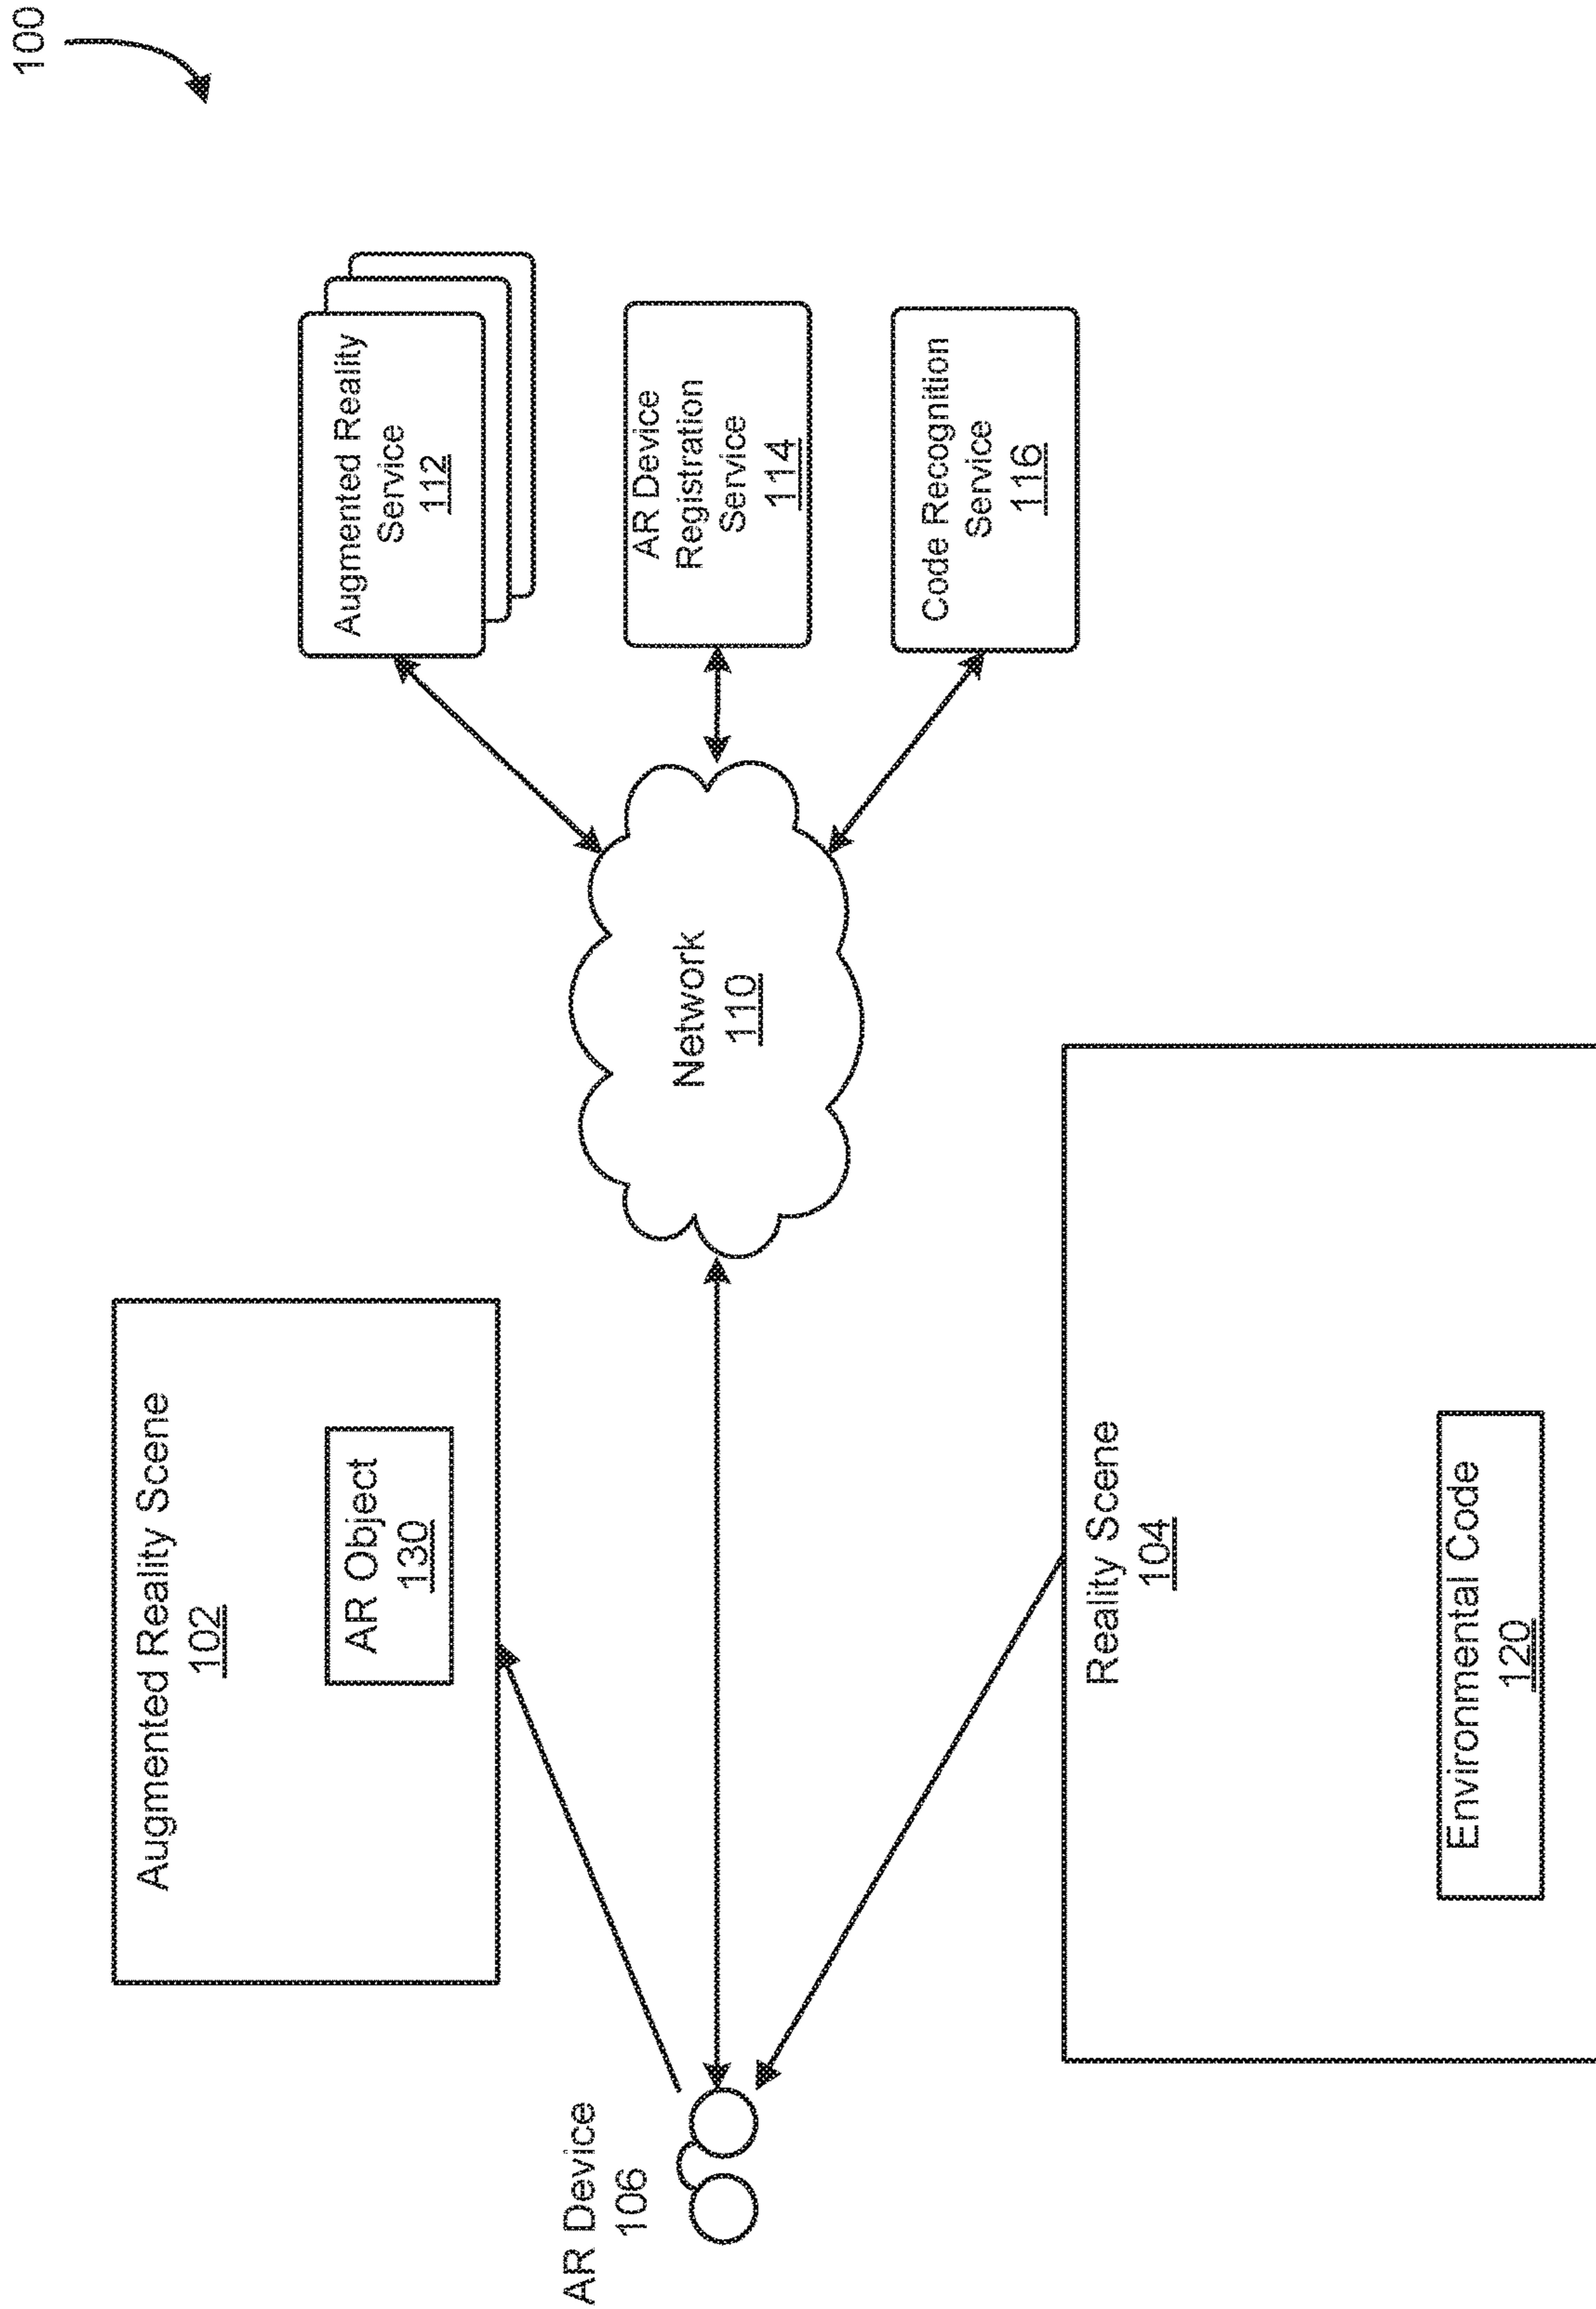 100
Augmented Reality Scene
102
AR Object
130
AR Device
106
Network
110
Augmented Reality
Service
112
AR Device
Registration
Service
114
Code Recognition
Service
116
Reality Scene
104
Environmental Code
120